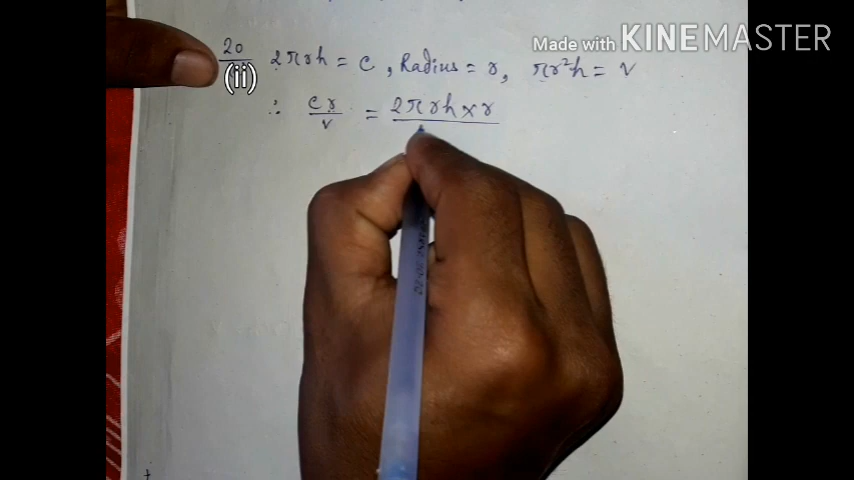 Made with KINEMASTER
20 (ii) 2πrh = C, Radius = r, πr²h = V
∴ Cr/V = 2πrh×r